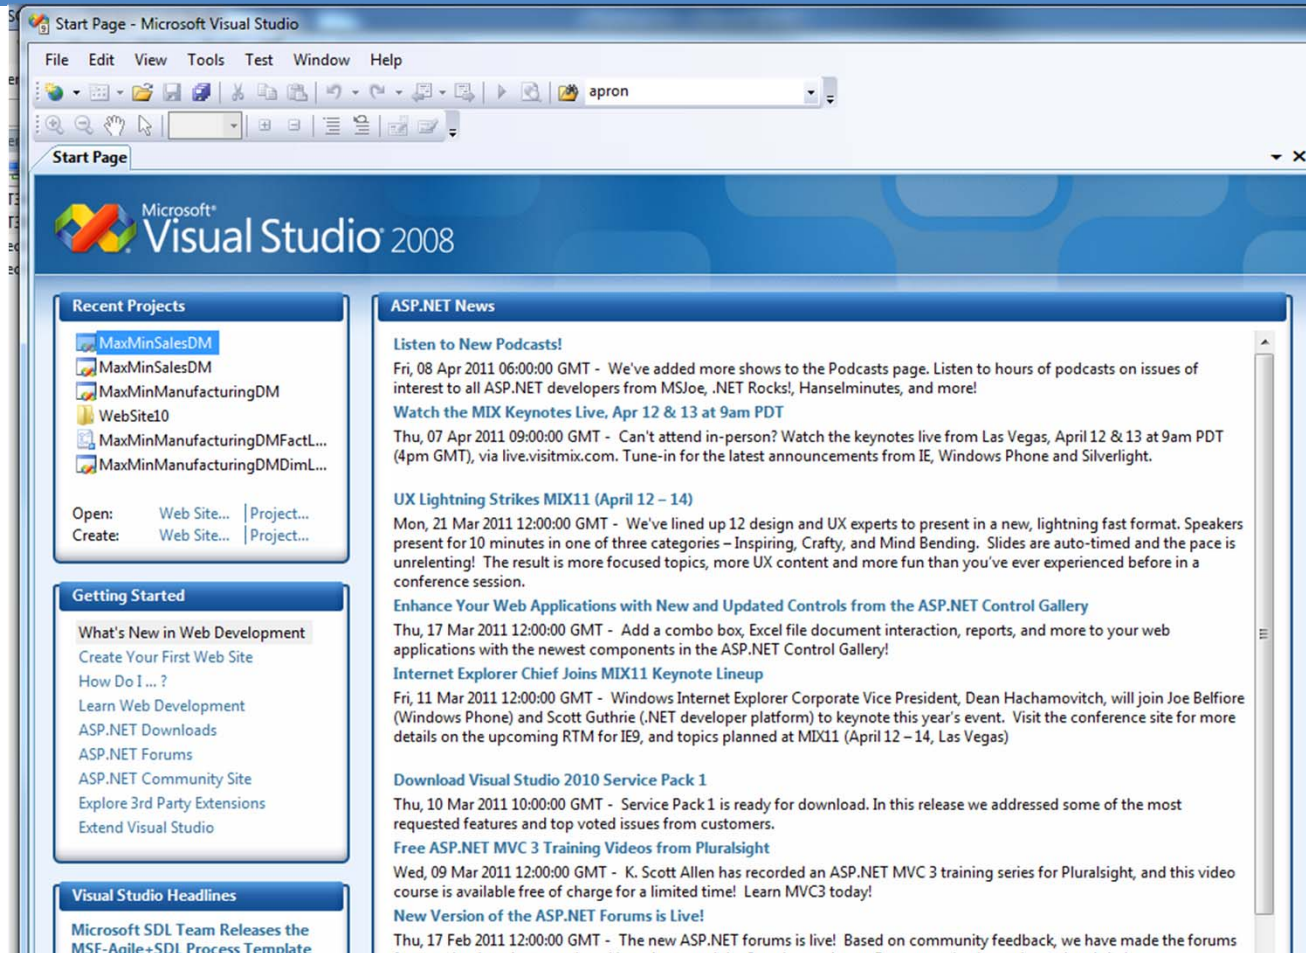 Start Page - Microsoft Visual Studio
File Edit View Tools Test Window Help
apron
Start Page
Microsoft®
Visual Studio® 2008
Recent Projects
MaxMinSalesDM
MaxMinSalesDM
MaxMinManufacturingDM
WebSite10
MaxMinManufacturingDMFactL...
MaxMinManufacturingDMDimL...
Open: Web Site... Project...
Create: Web Site... Project...
Getting Started
What's New in Web Development
Create Your First Web Site
How Do I ... ?
Learn Web Development
ASP.NET Downloads
ASP.NET Forums
ASP.NET Community Site
Explore 3rd Party Extensions
Extend Visual Studio
Visual Studio Headlines
Microsoft SDL Team Releases the
MSF-Agile+SDL Process Template
ASP.NET News
Listen to New Podcasts!
Fri, 08 Apr 2011 06:00:00 GMT - We've added more shows to the Podcasts page. Listen to hours of podcasts on issues of
interest to all ASP.NET developers from MSJoe, .NET Rocks!, Hanselminutes, and more!
Watch the MIX Keynotes Live, Apr 12 & 13 at 9am PDT
Thu, 07 Apr 2011 09:00:00 GMT - Can't attend in-person? Watch the keynotes live from Las Vegas, April 12 & 13 at 9am PDT
(4pm GMT), via live.visitmix.com. Tune-in for the latest announcements from IE, Windows Phone and Silverlight.
UX Lightning Strikes MIX11 (April 12 – 14)
Mon, 21 Mar 2011 12:00:00 GMT - We've lined up 12 design and UX experts to present in a new, lightning fast format. Speakers
present for 10 minutes in one of three categories – Inspiring, Crafty, and Mind Bending. Slides are auto-timed and the pace is
unrelenting! The result is more focused topics, more UX content and more fun than you've ever experienced before in a
conference session.
Enhance Your Web Applications with New and Updated Controls from the ASP.NET Control Gallery
Thu, 17 Mar 2011 12:00:00 GMT - Add a combo box, Excel file document interaction, reports, and more to your web
applications with the newest components in the ASP.NET Control Gallery!
Internet Explorer Chief Joins MIX11 Keynote Lineup
Fri, 11 Mar 2011 12:00:00 GMT - Windows Internet Explorer Corporate Vice President, Dean Hachamovitch, will join Joe Belfiore
(Windows Phone) and Scott Guthrie (.NET developer platform) to keynote this year's event. Visit the conference site for more
details on the upcoming RTM for IE9, and topics planned at MIX11 (April 12 – 14, Las Vegas)
Download Visual Studio 2010 Service Pack 1
Thu, 10 Mar 2011 10:00:00 GMT - Service Pack 1 is ready for download. In this release we addressed some of the most
requested features and top voted issues from customers.
Free ASP.NET MVC 3 Training Videos from Pluralsight
Wed, 09 Mar 2011 12:00:00 GMT - K. Scott Allen has recorded an ASP.NET MVC 3 training series for Pluralsight, and this video
course is available free of charge for a limited time! Learn MVC3 today!
New Version of the ASP.NET Forums is Live!
Thu, 17 Feb 2011 12:00:00 GMT - The new ASP.NET forums is live! Based on community feedback, we have made the forums